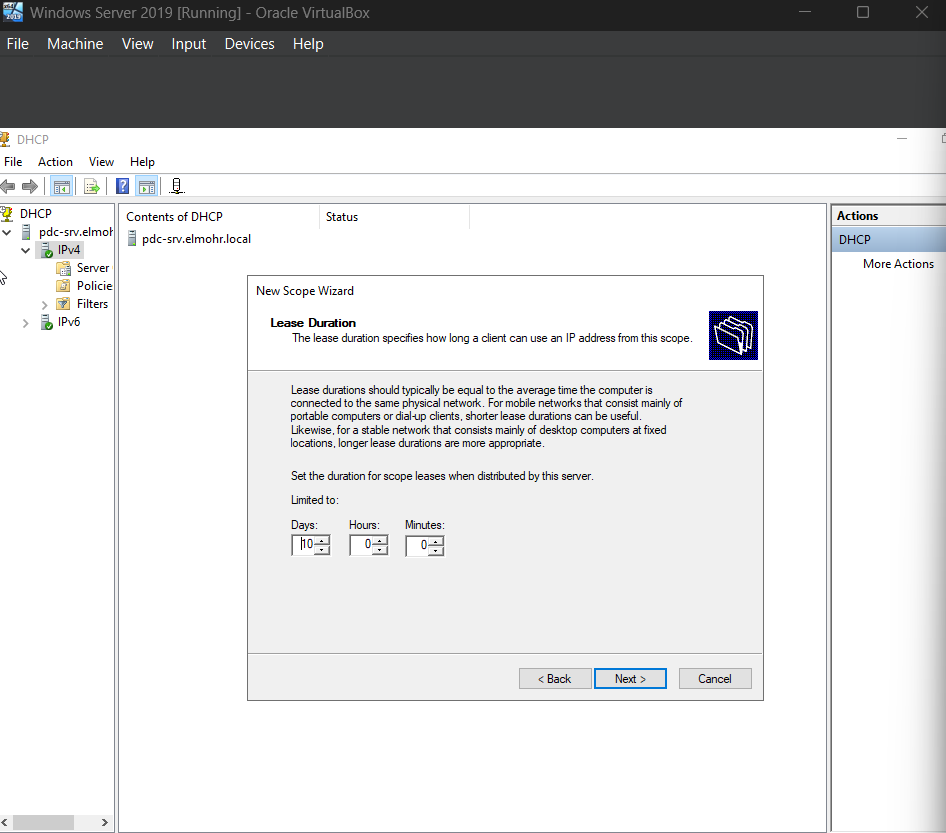 Windows Server 2019 [Running] - Oracle VirtualBox
File Machine View Input Devices Help
DHCP
File Action View Help
DHCP
pdc-srv.elmohr
IPv4
Server
Policie
Filters
IPv6
Contents of DHCP Status
pdc-srv.elmohr.local
Actions
DHCP
More Actions
New Scope Wizard
Lease Duration
The lease duration specifies how long a client can use an IP address from this scope.
Lease durations should typically be equal to the average time the computer is
connected to the same physical network. For mobile networks that consist mainly of
portable computers or dial-up clients, shorter lease durations can be useful.
Likewise, for a stable network that consists mainly of desktop computers at fixed
locations, longer lease durations are more appropriate.
Set the duration for scope leases when distributed by this server.
Limited to:
Days: Hours: Minutes:
10 0 0
< Back Next > Cancel